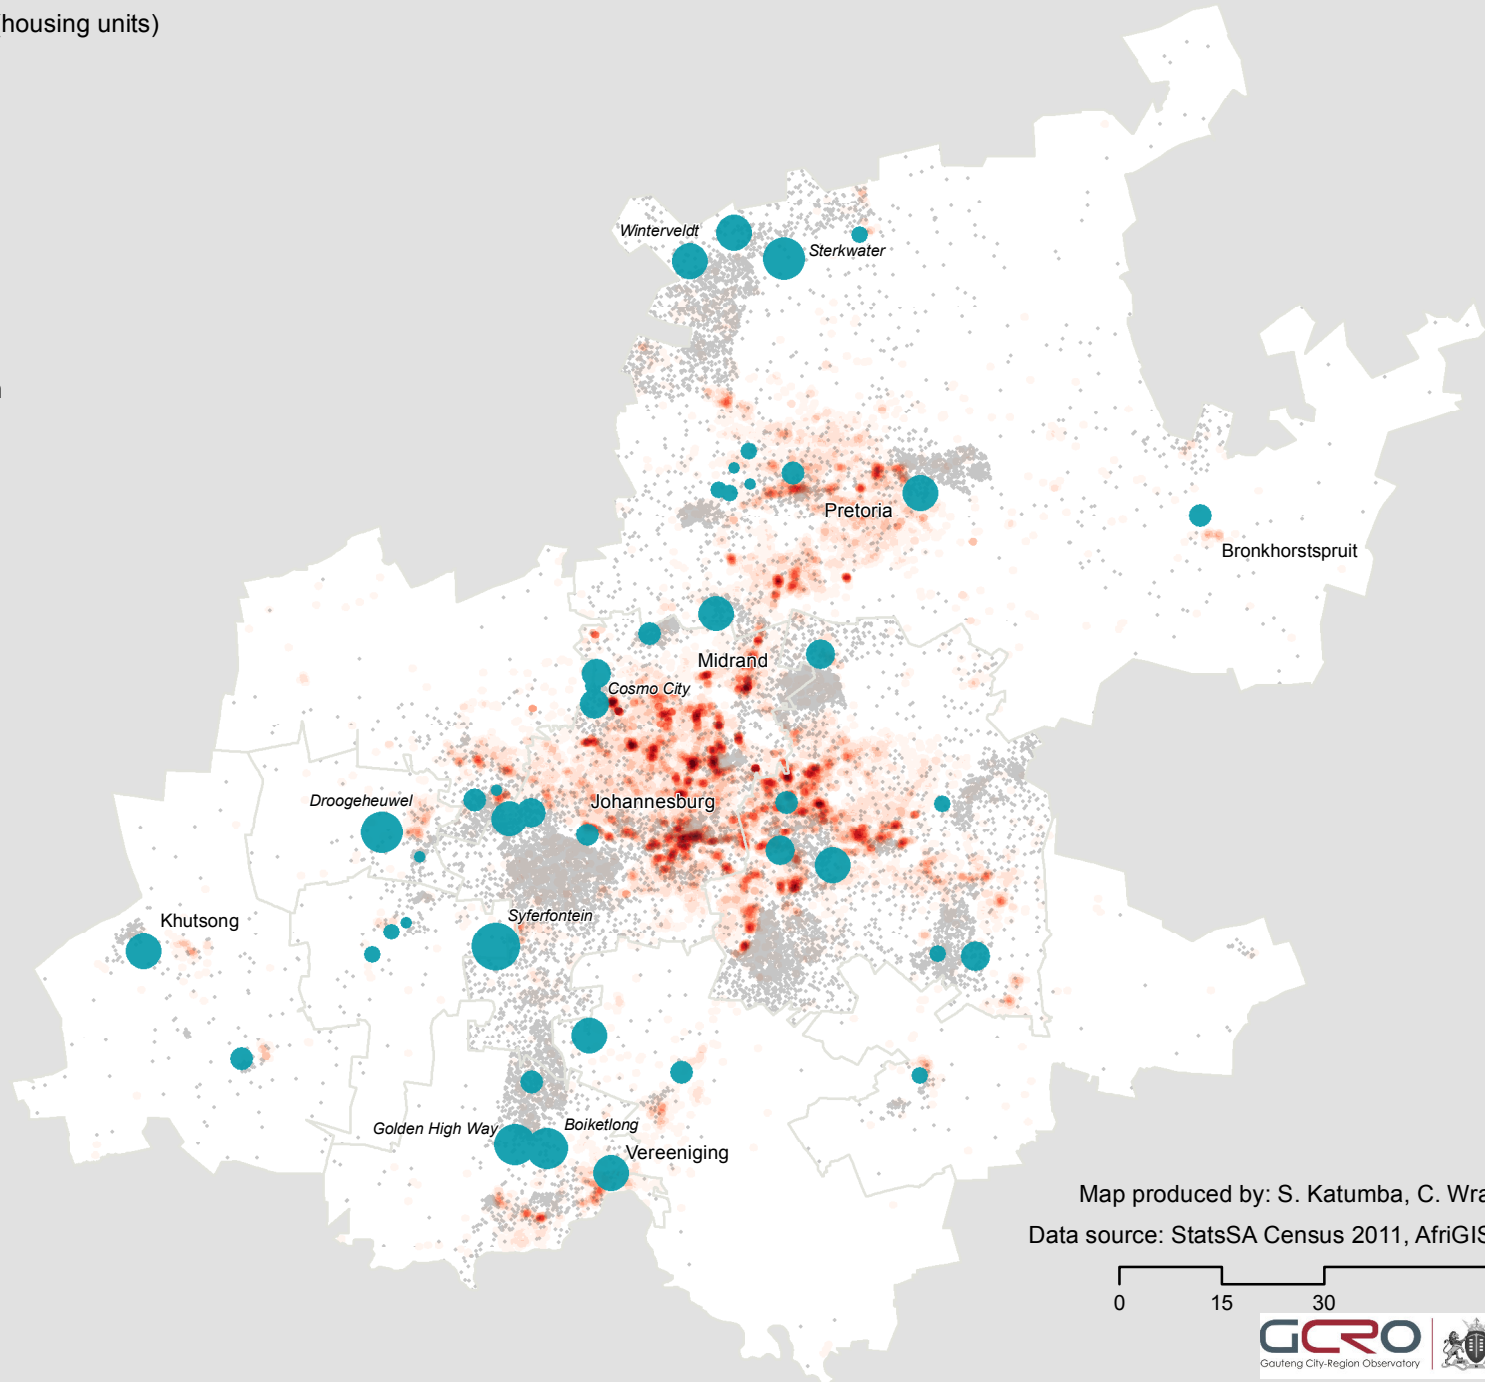 housing units)
Winterveldt
Sterkwater
Pretoria
Bronkhorstspruit
Midrand
Cosmo City
Droogeheuwel
Johannesburg
Khutsong
Syferfontein
Golden High Way
Boiketlong
Vereeniging
Map produced by: S. Katumba, C. Wra
Data source: StatsSA Census 2011, AfriGIS
0 15 30
GCRO
Gauteng City-Region Observatory